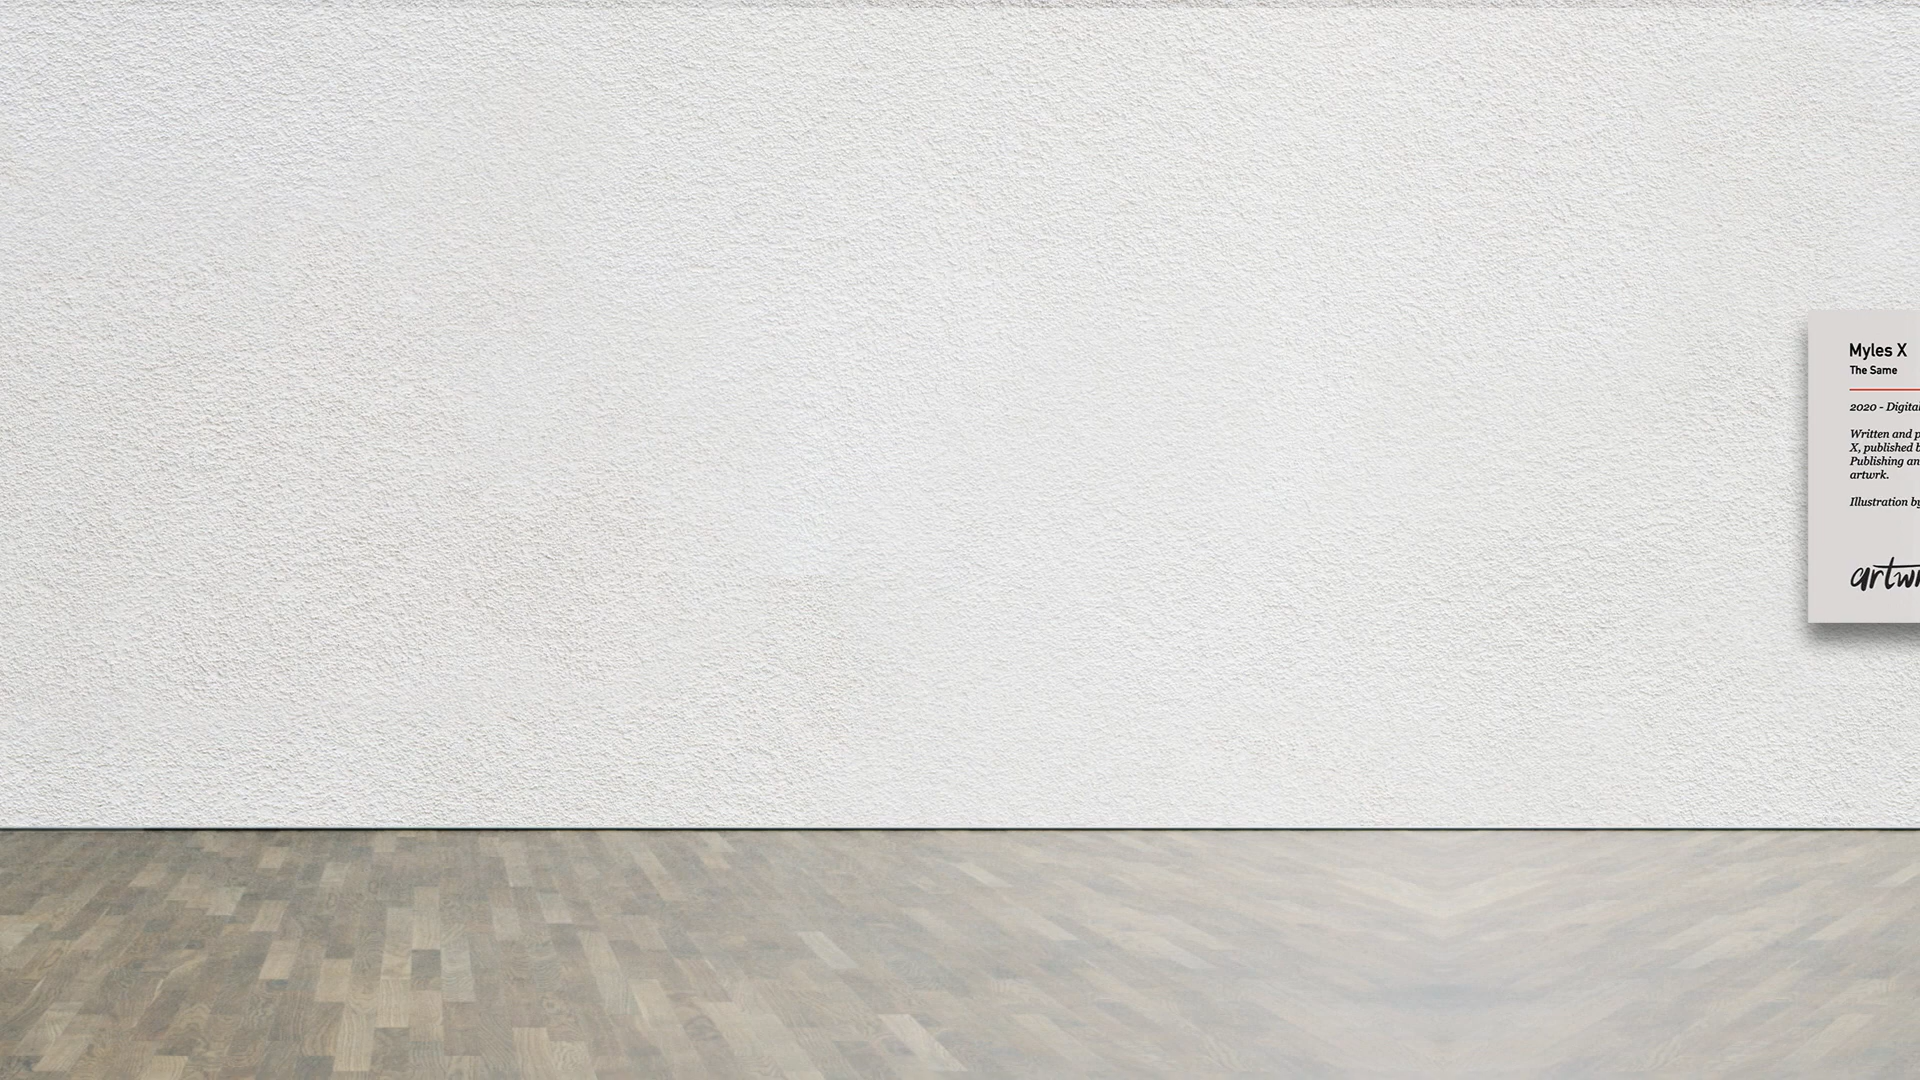 Myles X
The Same
2020 - Digital
Written and p
X, published b
Publishing an
artwrk.
Illustration by
artwr